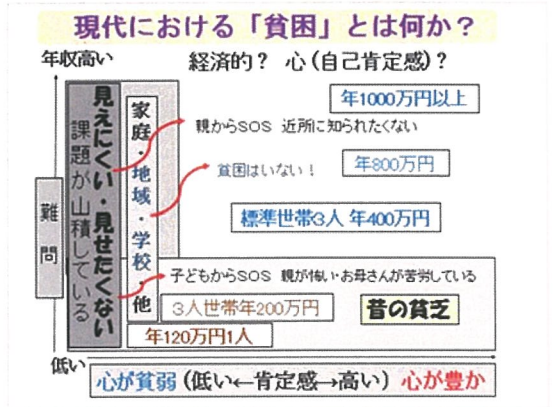 現代における「貧困」とは何か？
年収高い
経済的？ 心（自己肯定感）？
見えにくい・見せたくない
課題が山積している
家庭・地域・学校・他
難問
年1000万円以上
親からSOS 近所に知られたくない
貧困はいない！
年800万円
標準世帯3人 年400万円
子どもからSOS 親が怖い・お母さんが苦労している
3人世帯年200万円
昔の貧乏
年120万円1人
低い
心が貧弱（低い←肯定感→高い） 心が豊か